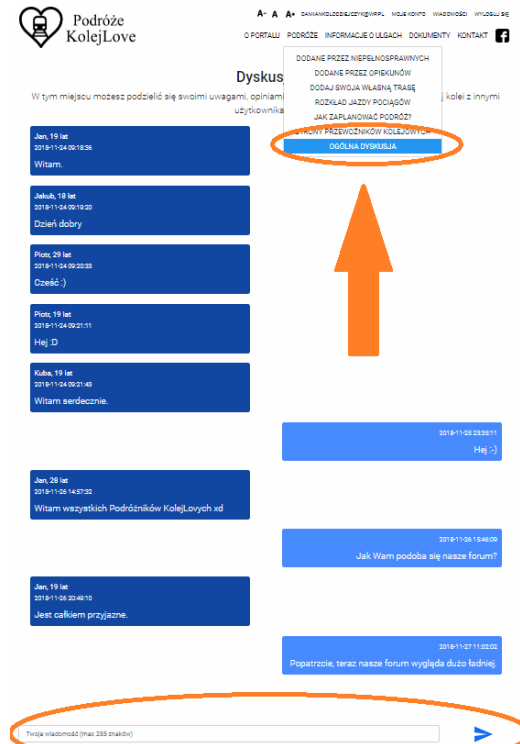 Podróże
KolejLove
A- A A+ DAMIANKOLODZIEJCZYK@WP.PL MOJE KONTO WIADOMOŚCI WYLOGUJ SIĘ
O PORTALU PODRÓŻE INFORMACJE O ULGACH DOKUMENTY KONTAKT
DODANE PRZEZ NIEPEŁNOSPRAWNYCH
DODANE PRZEZ OPIEKUNÓW
DODAJ SWOJA WŁASNĄ TRASĘ
ROZKŁAD JAZDY POCIĄGÓW
JAK ZAPLANOWAĆ PODRÓŻ?
STRONY PRZEWOŹNIKÓW KOLEJOWYCH
OGÓLNA DYSKUSJA
Dyskus
W tym miejscu możesz podzielić się swoimi uwagami, opiniami j kolei z innymi
użytkownika
Jan, 19 lat
2018-11-24 09:18:36
Witam.
Jakub, 18 lat
2018-11-24 09:19:20
Dzień dobry
Piotr, 29 lat
2018-11-24 09:20:33
Cześć :)
Piotr, 19 lat
2018-11-24 09:21:11
Hej :D
Kuba, 19 lat
2018-11-24 09:21:43
Witam serdecznie.
2018-11-25 23:55:11
Hej :-)
Jan, 28 lat
2018-11-26 14:57:32
Witam wszystkich Podróżników KolejLovych xd
2018-11-26 15:46:09
Jak Wam podoba się nasze forum?
Jan, 19 lat
2018-11-26 20:49:10
Jest całkiem przyjazne.
2018-11-27 11:02:02
Popatrzcie, teraz nasze forum wygląda dużo ładniej.
Twoja wiadomość (max 255 znaków)